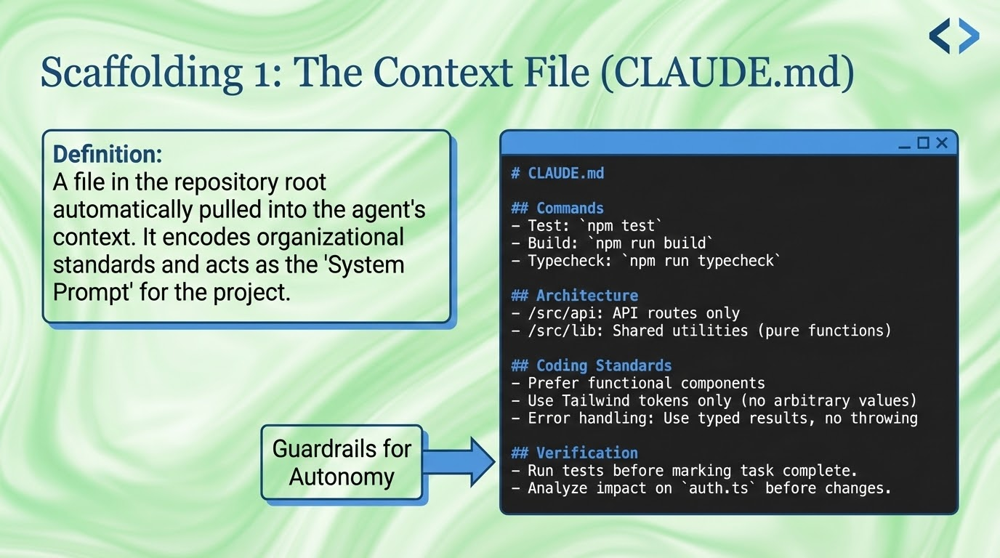 Scaffolding 1: The Context File (CLAUDE.md)
Definition:
A file in the repository root
automatically pulled into the agent's
context. It encodes organizational
standards and acts as the 'System
Prompt' for the project.
Guardrails for
Autonomy
# CLAUDE.md
## Commands
- Test: `npm test`
- Build: `npm run build`
- Typecheck: `npm run typecheck`
## Architecture
- /src/api: API routes only
- /src/lib: Shared utilities (pure functions)
## Coding Standards
- Prefer functional components
- Use Tailwind tokens only (no arbitrary values)
- Error handling: Use typed results, no throwing
## Verification
- Run tests before marking task complete.
- Analyze impact on `auth.ts` before changes.